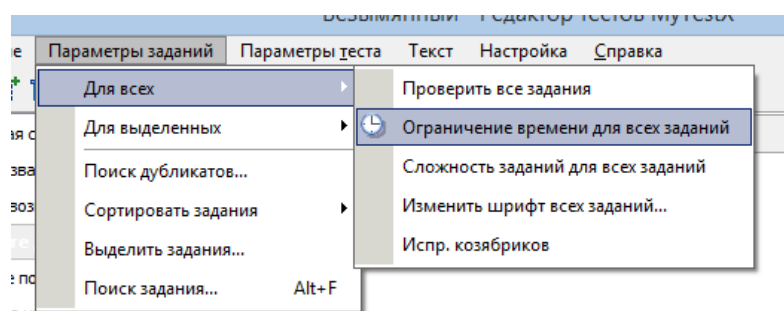 Безымянный Редактор тестов MyTestX
Параметры заданий Параметры теста Текст Настройка Справка
Для всех
Для выделенных
Поиск дубликатов...
Сортировать задания
Выделить задания...
Поиск задания... Alt+F
Проверить все задания
Ограничение времени для всех заданий
Сложность заданий для всех заданий
Изменить шрифт всех заданий...
Испр. козябриков